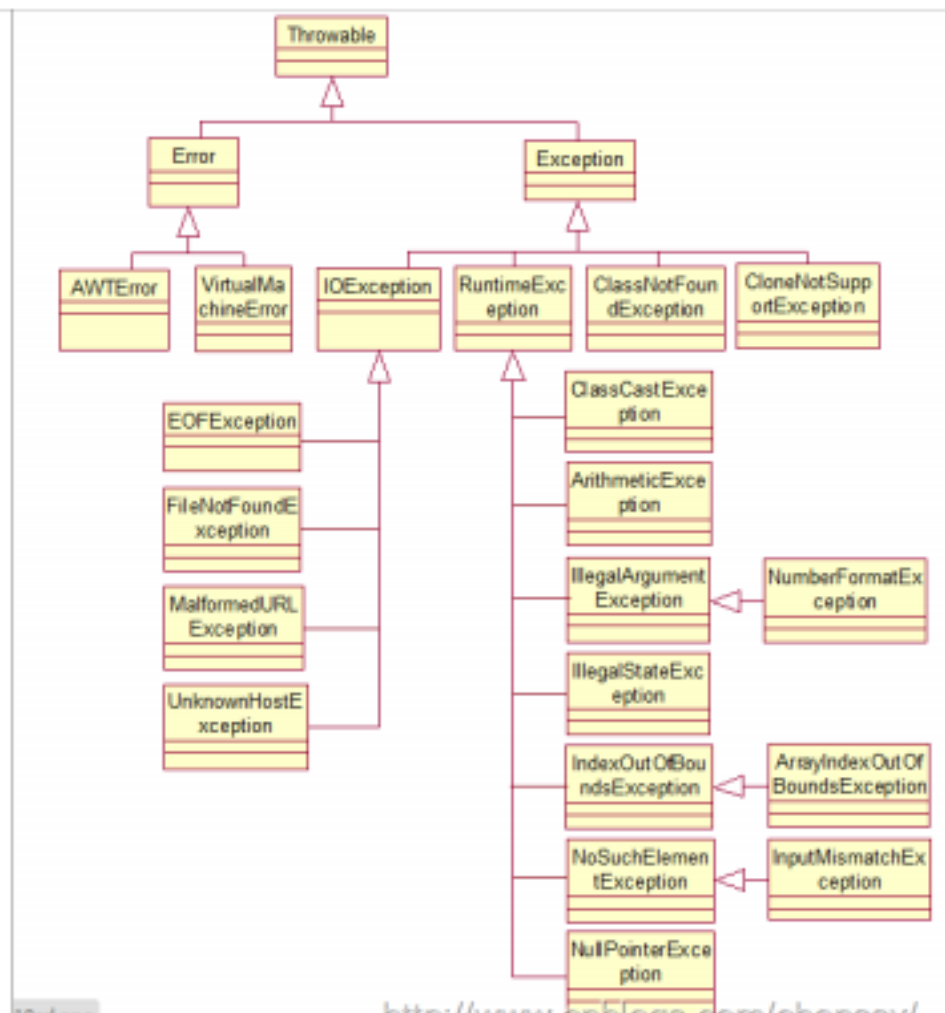 Throwable
Error
Exception
AWTError
VirtualMa
chineError
IOException
RuntimeExc
eption
ClassNotFoun
dException
CloneNotSupp
ortException
EOFException
FileNotFoundE
xception
MalformedURL
Exception
UnknownHostE
xception
ClassCastExce
ption
ArithmeticExce
ption
IllegalArgument
Exception
NumberFormatEx
ception
IllegalStateExc
eption
IndexOutOfBou
ndsException
ArrayIndexOutOf
BoundsException
NoSuchElemen
tException
InputMismatchEx
ception
NullPointerExce
ption